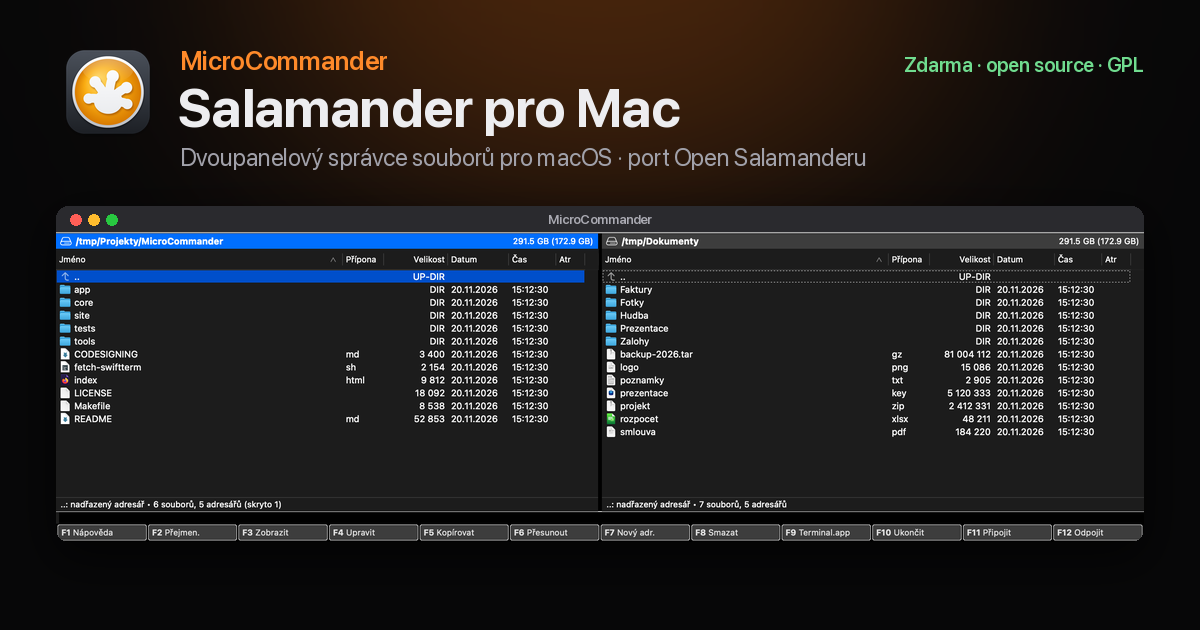 MicroCommander
Zdarma · open source · GPL
Salamander pro Mac
Dvoupanelový správce souborů pro macOS · port Open Salamanderu
MicroCommander
/tmp/Projekty/MicroCommander 291.5 GB (172.9 GB)
Jméno Přípona Velikost Datum Čas Atr
.. UP-DIR
app DIR 20.11.2026 15:12:30
core DIR 20.11.2026 15:12:30
site DIR 20.11.2026 15:12:30
tests DIR 20.11.2026 15:12:30
tools DIR 20.11.2026 15:12:30
CODESIGNING md 3 400 20.11.2026 15:12:30
fetch-swiftterm sh 2 154 20.11.2026 15:12:30
index html 9 812 20.11.2026 15:12:30
LICENSE 18 092 20.11.2026 15:12:30
Makefile 8 538 20.11.2026 15:12:30
README md 52 853 20.11.2026 15:12:30
..: nadřazený adresář • 6 souborů, 5 adresářů (skryto 1)
/tmp/Dokumenty 291.5 GB (172.9 GB)
Jméno Přípona Velikost Datum Čas Atr
.. UP-DIR
Faktury DIR 20.11.2026 15:12:30
Fotky DIR 20.11.2026 15:12:30
Hudba DIR 20.11.2026 15:12:30
Prezentace DIR 20.11.2026 15:12:30
Zalohy DIR 20.11.2026 15:12:30
backup-2026.tar gz 81 004 112 20.11.2026 15:12:30
logo png 15 086 20.11.2026 15:12:30
poznamky txt 2 905 20.11.2026 15:12:30
prezentace key 5 120 333 20.11.2026 15:12:30
projekt zip 2 412 331 20.11.2026 15:12:30
rozpocet xlsx 48 211 20.11.2026 15:12:30
smlouva pdf 184 220 20.11.2026 15:12:30
..: nadřazený adresář • 7 souborů, 5 adresářů
F1 Nápověda F2 Přejmen. F3 Zobrazit F4 Upravit F5 Kopírovat F6 Přesunout F7 Nový adr. F8 Smazat F9 Terminal.app F10 Ukončit F11 Připojit F12 Odpojit